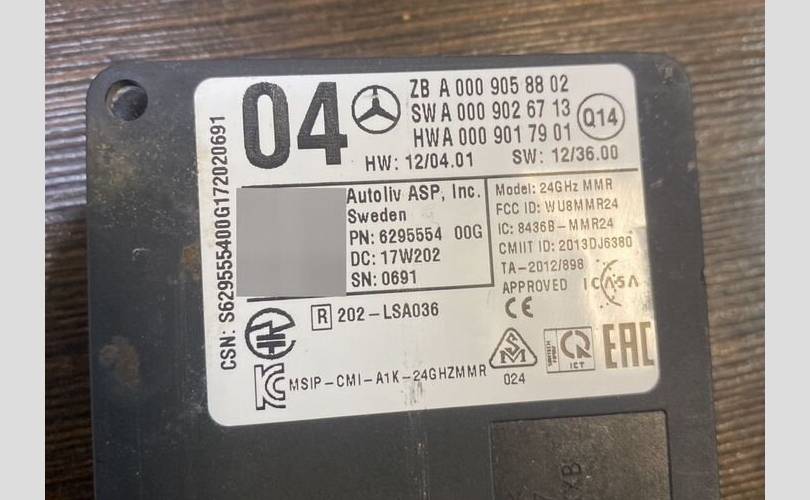 04
ZB A 000 905 88 02
SW A 000 902 67 13
HW A 000 901 79 01
Q14
HW: 12/04.01 SW: 12/36.00
CSN: S629555400G172020691
Autoliv ASP, Inc.
Sweden
PN: 6295554 00G
DC: 17W202
SN: 0691
Model: 24GHz MMR
FCC ID: WU8MMR24
IC: 8436B-MMR24
CMIIT ID: 2013DJ6380
TA-2012/898
APPROVED
ICASA
R 202-LSA036
CE
MSIP-CMI-A1K-24GHZMMR
024
ICT
EAC